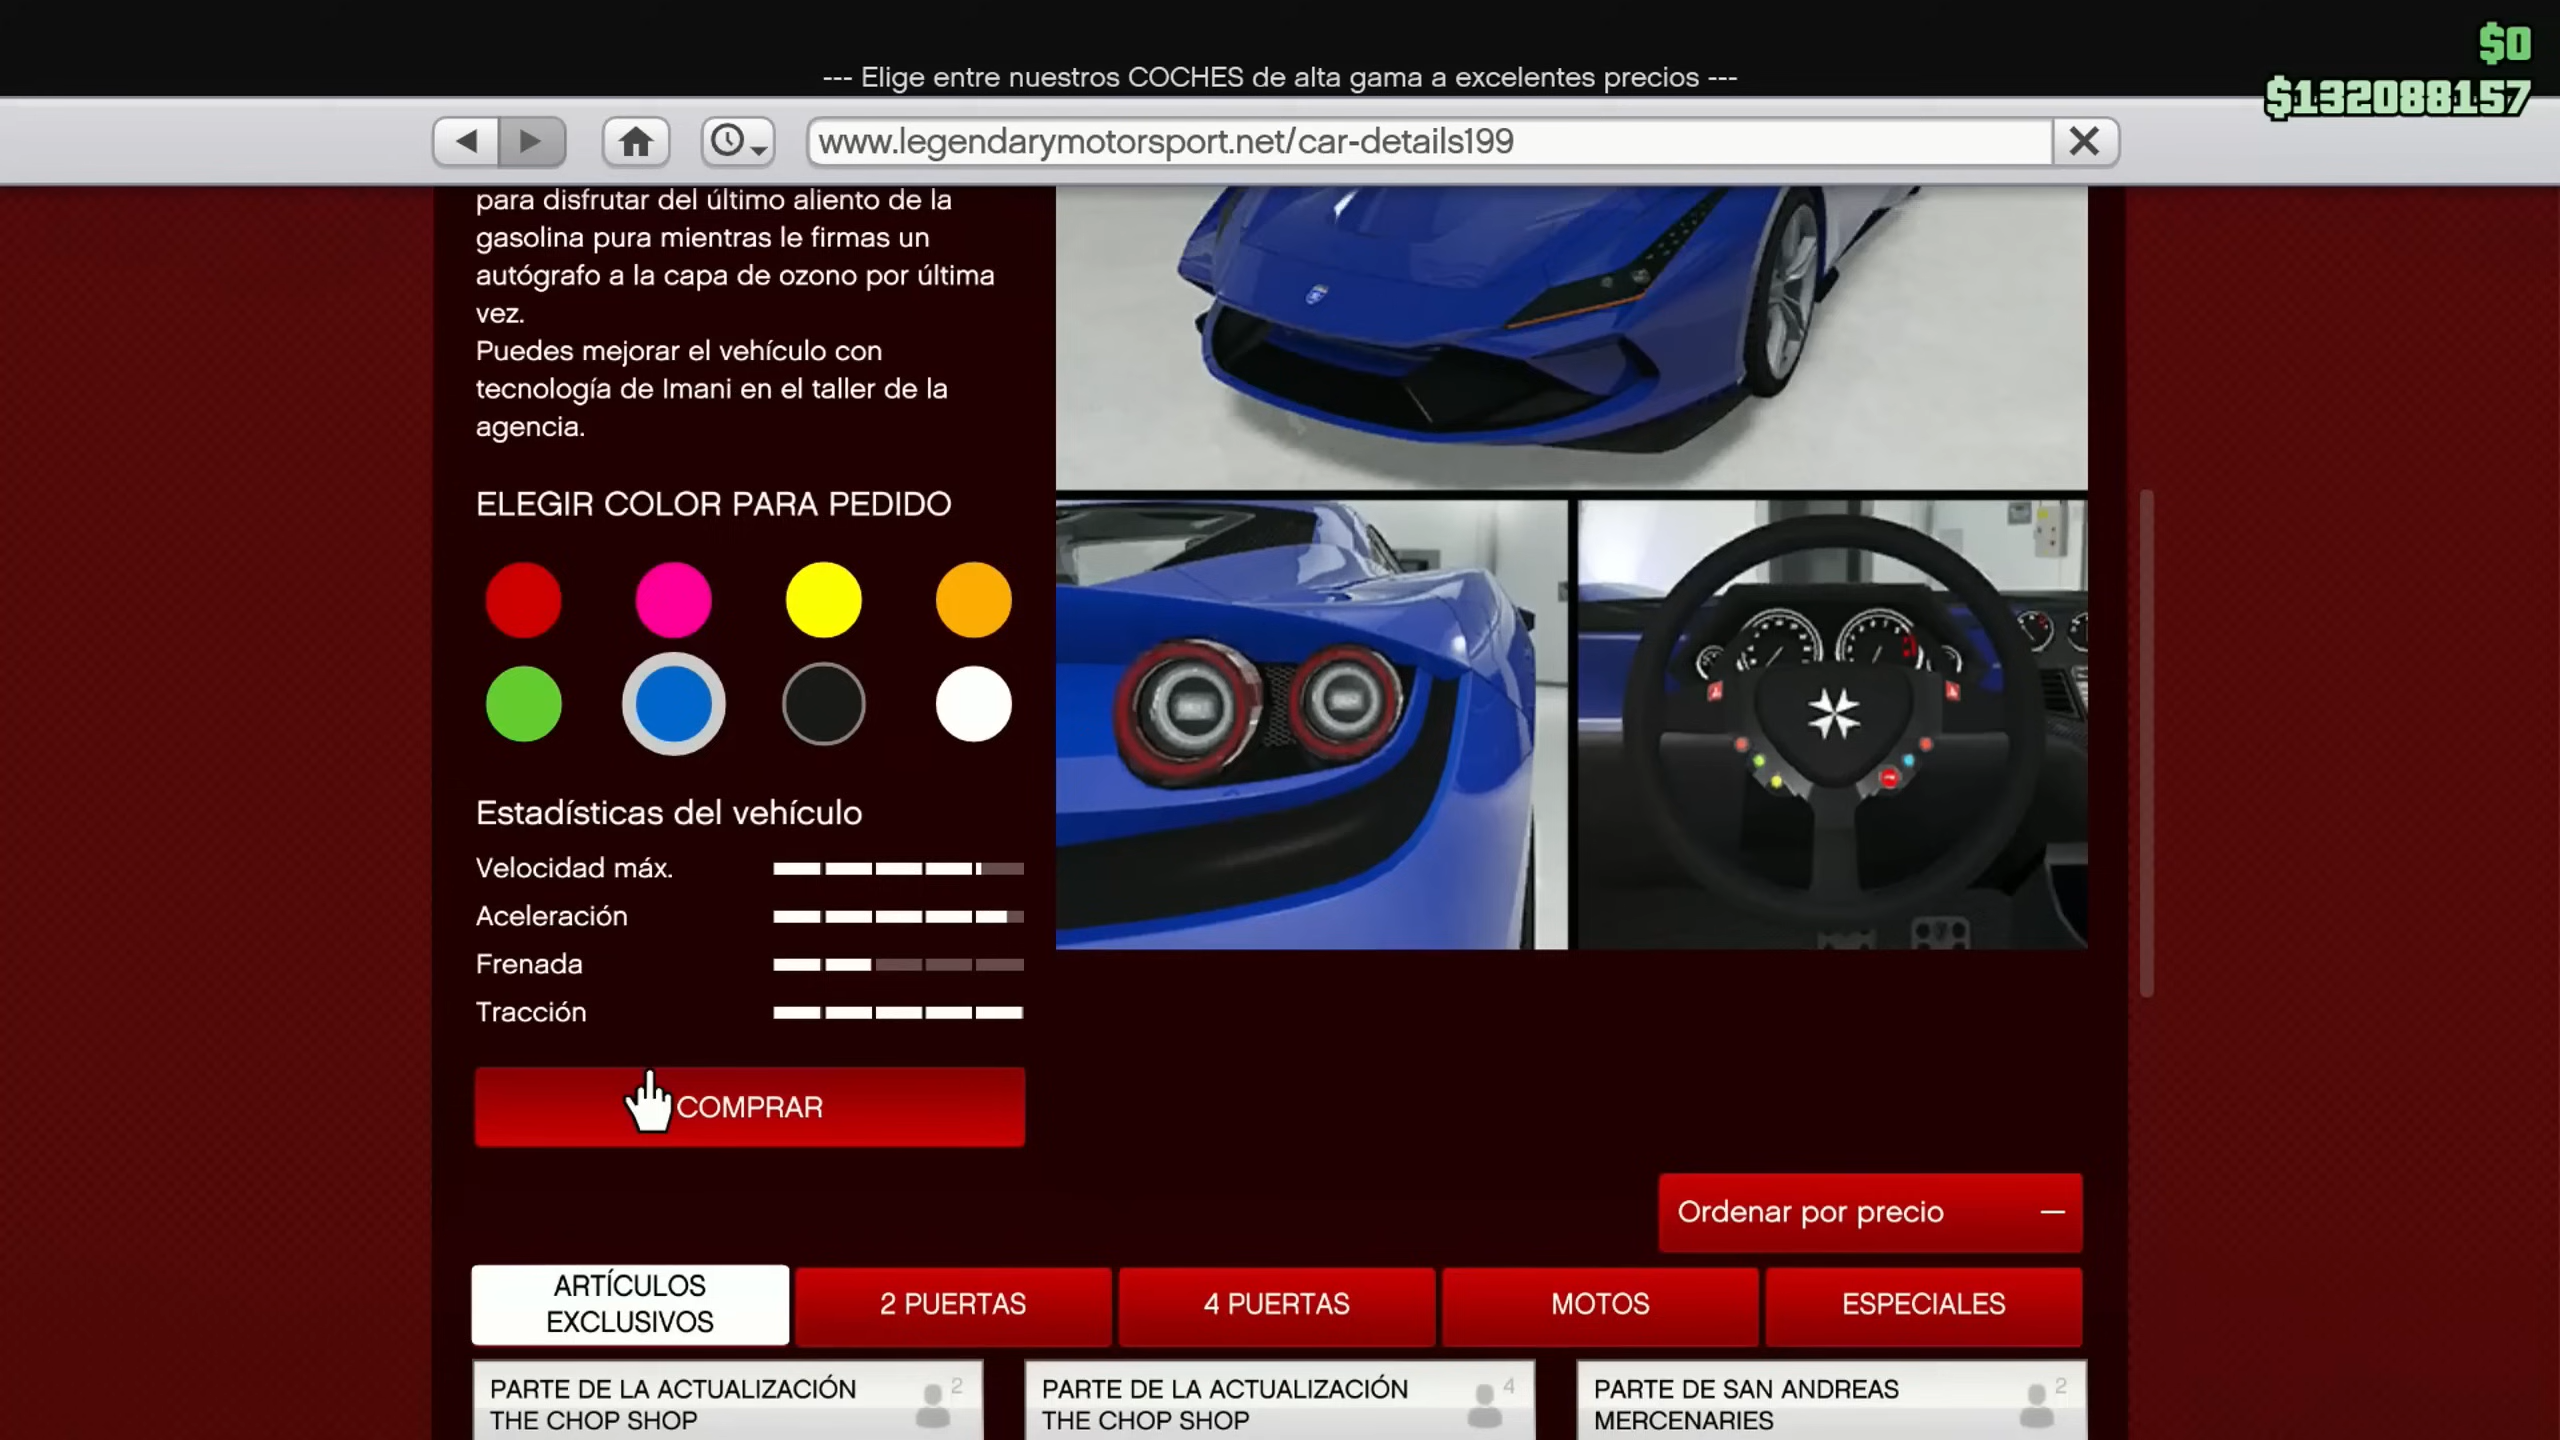 $0
--- Elige entre nuestros COCHES de alta gama a excelentes precios ---
$132088157
www.legendarymotorsport.net/car-details199
para disfrutar del último aliento de la
gasolina pura mientras le firmas un
autógrafo a la capa de ozono por última
vez.
Puedes mejorar el vehículo con
tecnología de Imani en el taller de la
agencia.
ELEGIR COLOR PARA PEDIDO
Estadísticas del vehículo
Velocidad máx.
Aceleración
Frenada
Tracción
COMPRAR
Ordenar por precio
ARTÍCULOS
EXCLUSIVOS
2 PUERTAS
4 PUERTAS
MOTOS
ESPECIALES
PARTE DE LA ACTUALIZACIÓN
THE CHOP SHOP
2
PARTE DE LA ACTUALIZACIÓN
THE CHOP SHOP
4
PARTE DE SAN ANDREAS
MERCENARIES
2